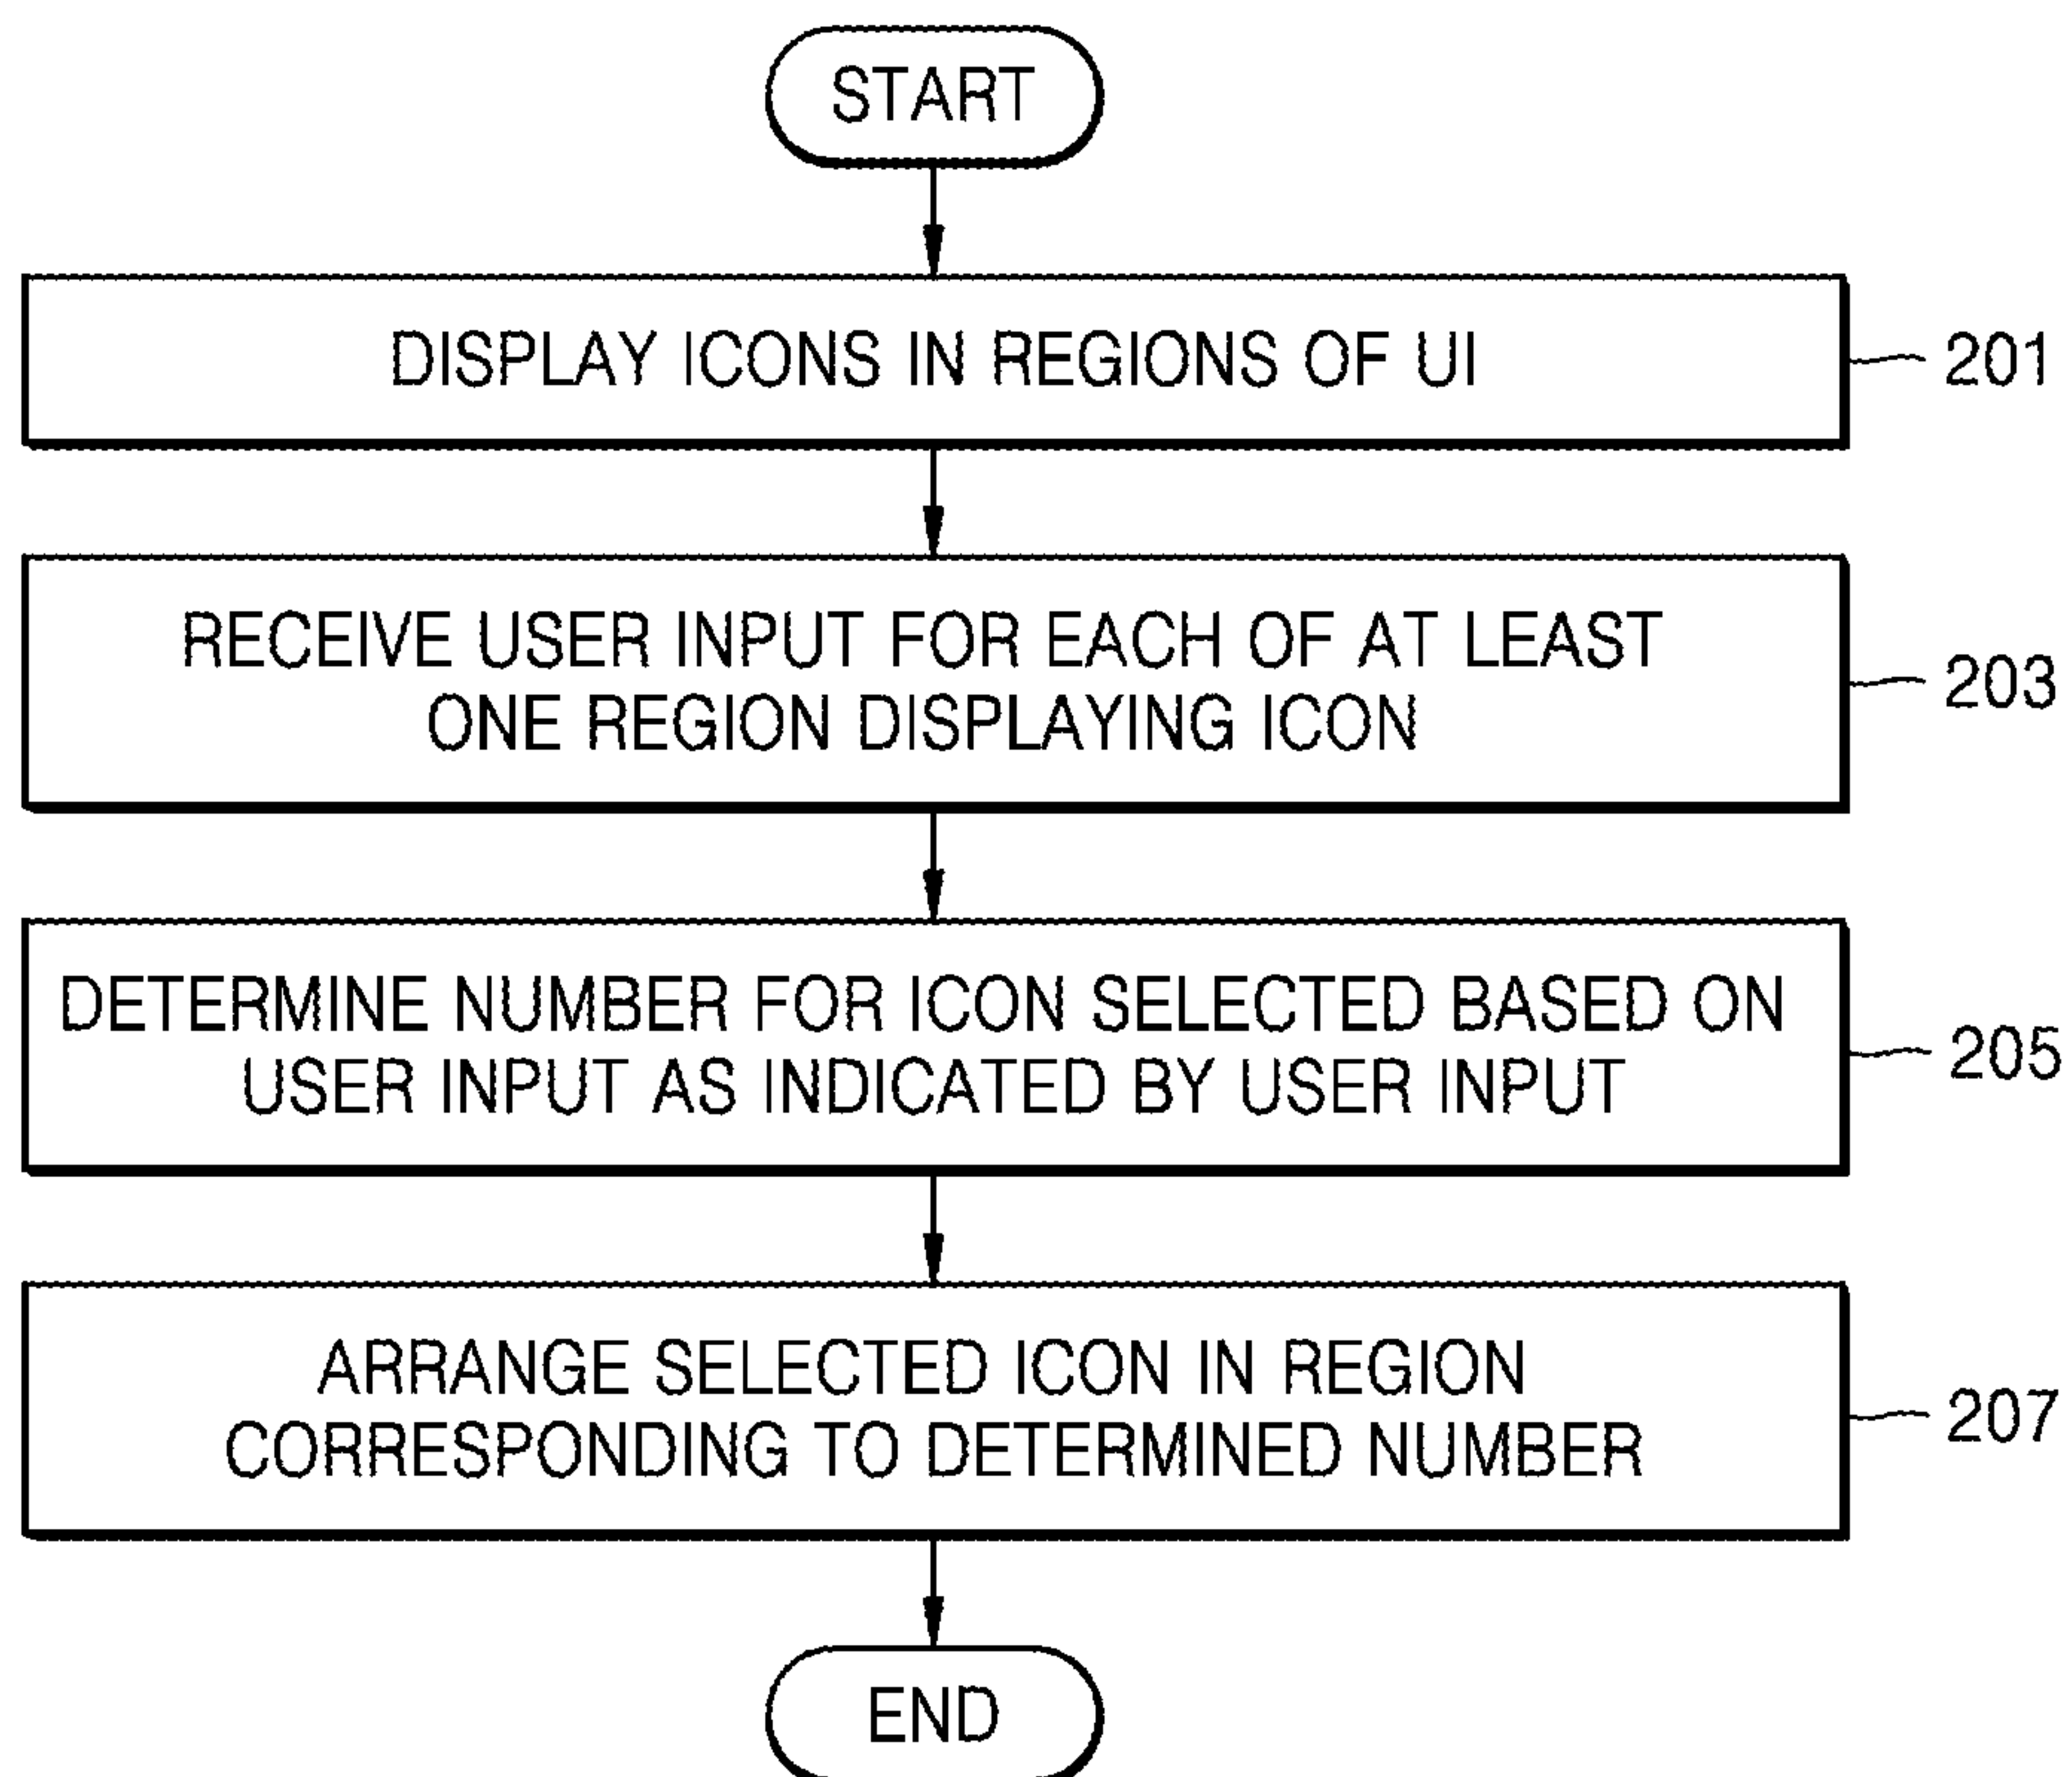 START
DISPLAY ICONS IN REGIONS OF UI
201
RECEIVE USER INPUT FOR EACH OF AT LEAST
ONE REGION DISPLAYING ICON
203
DETERMINE NUMBER FOR ICON SELECTED BASED ON
USER INPUT AS INDICATED BY USER INPUT
205
ARRANGE SELECTED ICON IN REGION
CORRESPONDING TO DETERMINED NUMBER
207
END